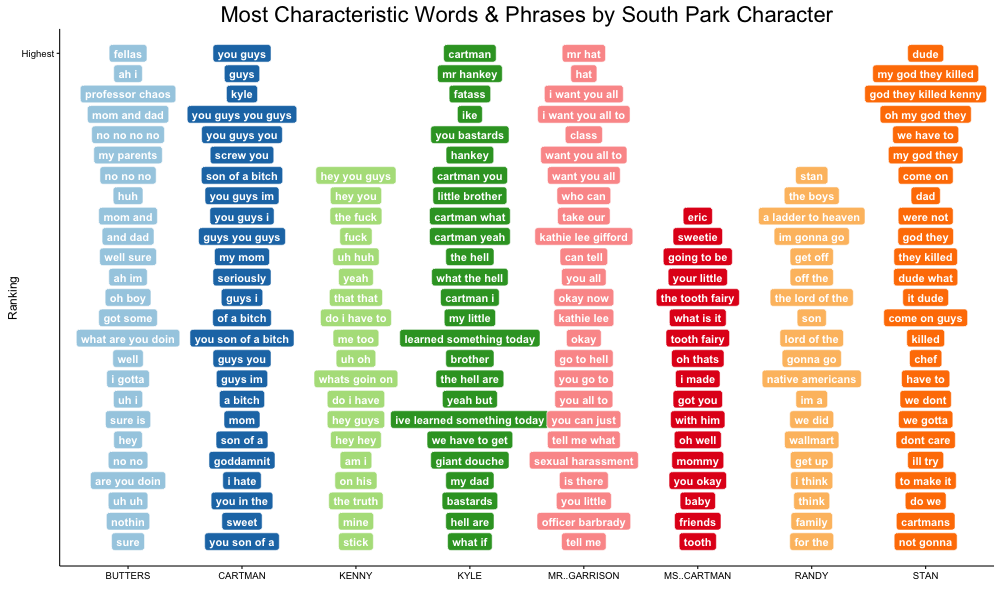 Most Characteristic Words & Phrases by South Park Character
Highest fellas you guys cartman mr hat dude
ah i guys mr hankey hat my god they killed
professor chaos kyle fatass i want you all god they killed kenny
mom and dad you guys you guys ike i want you all to oh my god they
no no no no you guys you you bastards class we have to
my parents screw you hankey want you all to my god they
no no no son of a bitch hey you guys cartman you want you all stan come on
huh you guys im hey you little brother who can the boys dad
mom and you guys i the fuck cartman what take our eric a ladder to heaven were not
and dad guys you guys fuck cartman yeah kathie lee gifford sweetie im gonna go god they
well sure my mom uh huh the hell can tell going to be get off they killed
ah im seriously yeah what the hell you all your little off the dude what
oh boy guys i that that cartman i okay now the tooth fairy the lord of the it dude
got some of a bitch do i have to my little kathie lee what is it son come on guys
what are you doin you son of a bitch me too learned something today okay tooth fairy lord of the killed
well guys you uh oh brother go to hell oh thats gonna go chef
i gotta guys im whats goin on the hell are you go to i made native americans have to
uh i a bitch do i have yeah but you all to got you im a we dont
sure is mom hey guys ive learned something today you can just with him we did we gotta
hey son of a hey hey we have to get tell me what oh well wallmart dont care
no no goddamnit am i giant douche sexual harassment mommy get up ill try
are you doin i hate on his my dad is there you okay i think to make it
uh uh you in the the truth bastards you little baby think do we
nothin sweet mine hell are officer barbrady friends family cartmans
sure you son of a stick what if tell me tooth for the not gonna
Ranking
BUTTERS CARTMAN KENNY KYLE MR..GARRISON MS..CARTMAN RANDY STAN